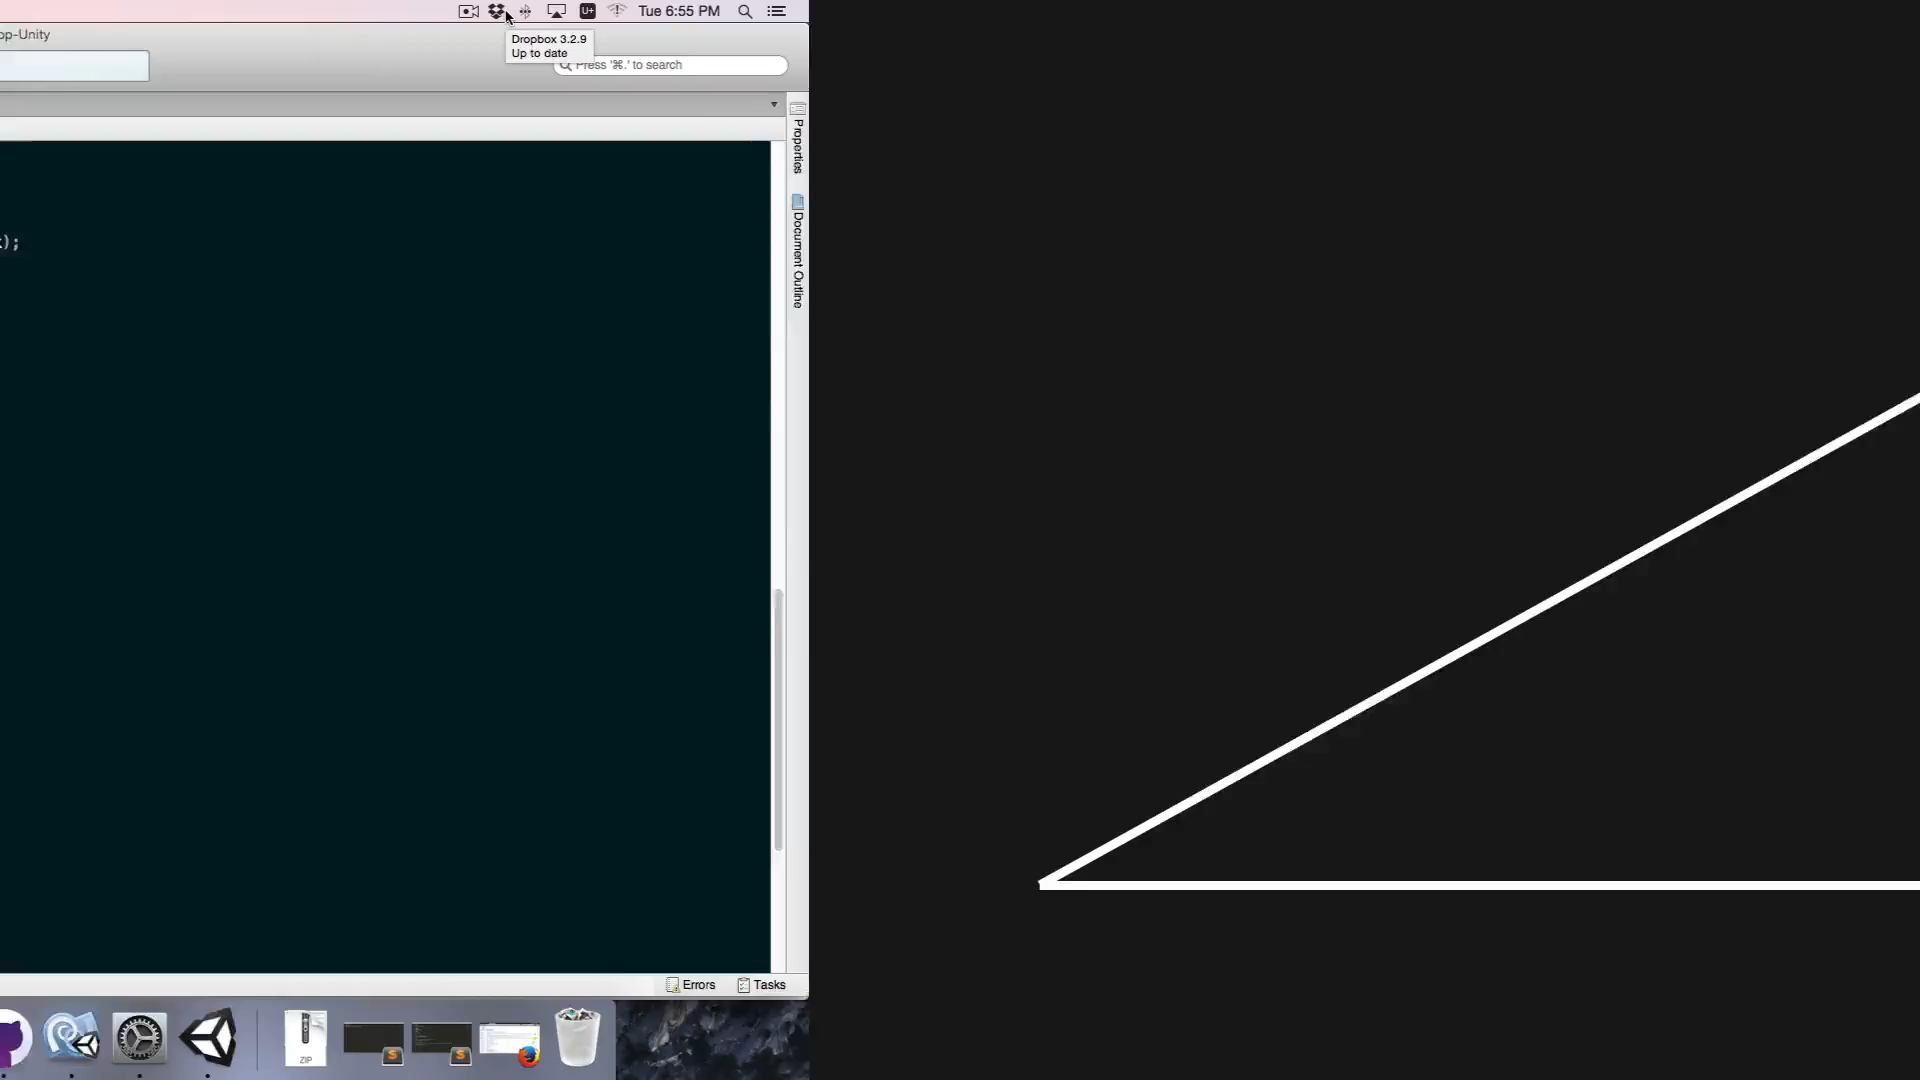 Tue 6:55 PM
op-Unity
Dropbox 3.2.9
Up to date
Press '⌘.' to search
Properties
Document Outline
);
Errors
Tasks
ZIP